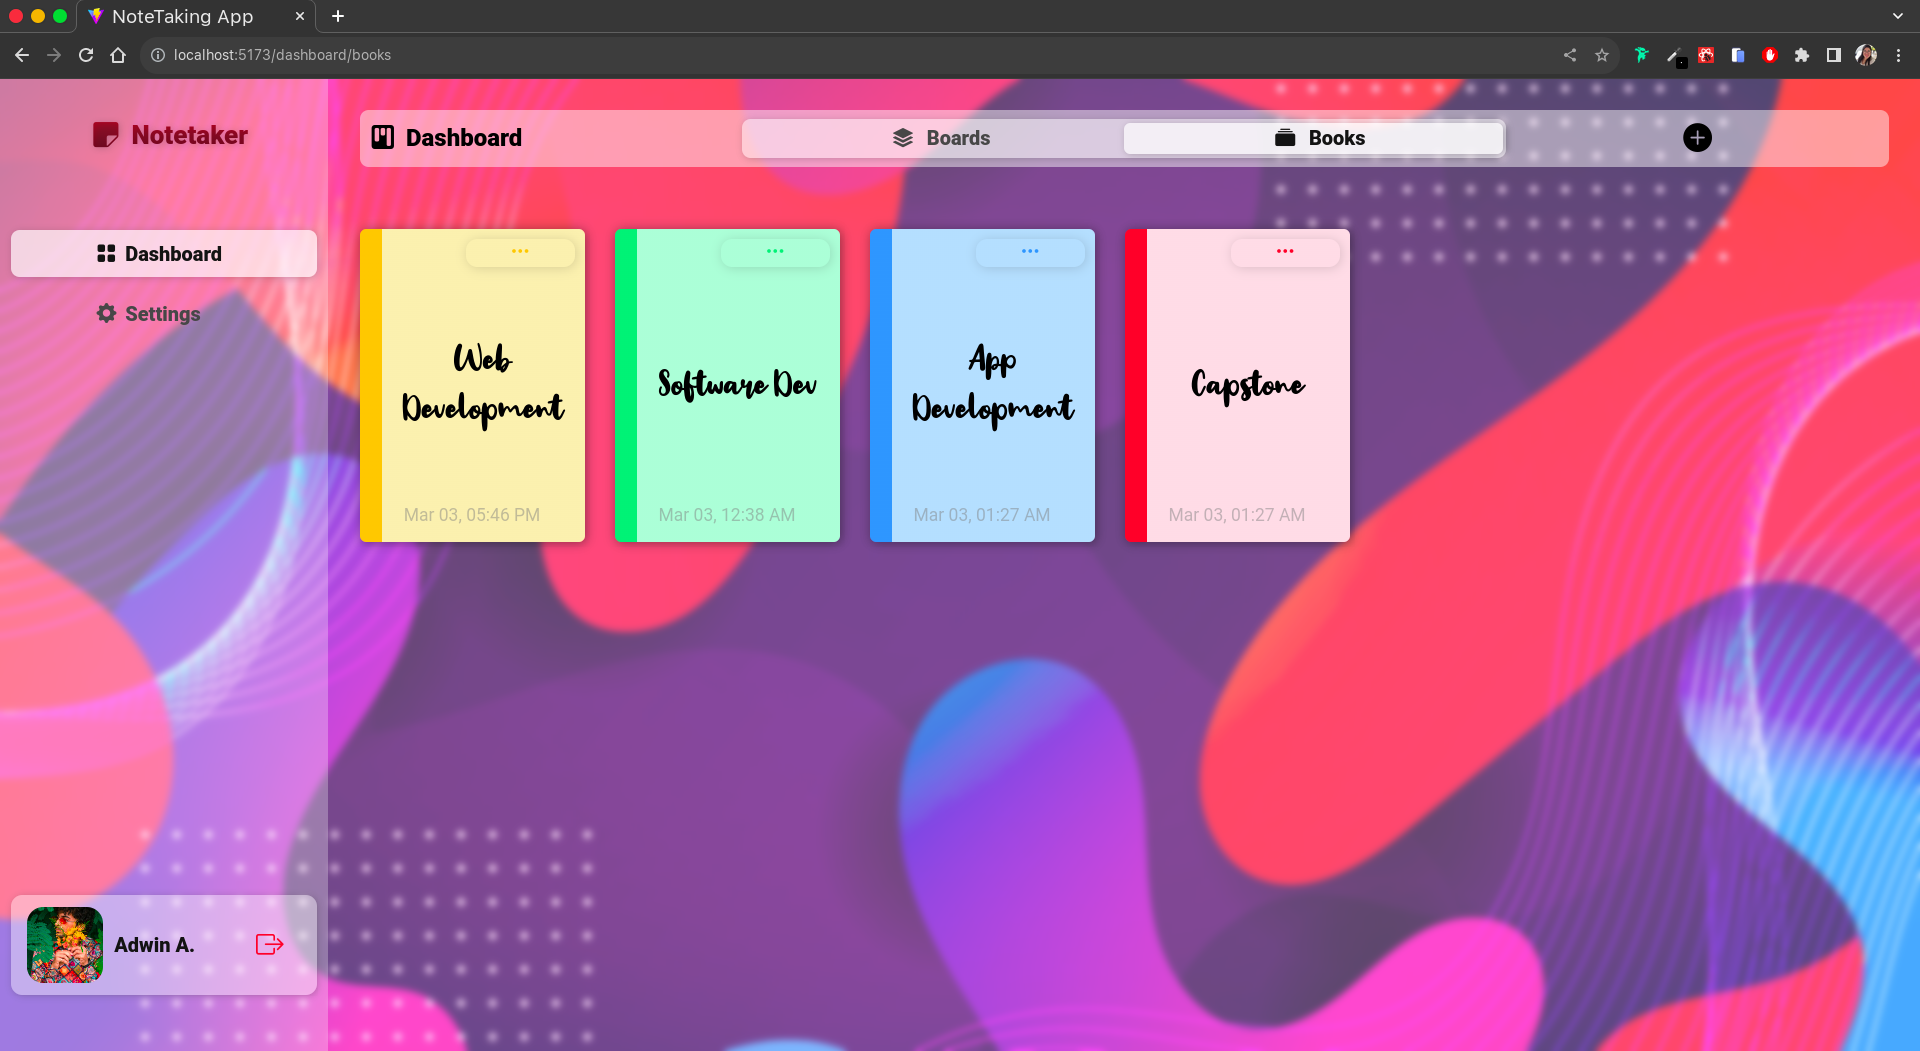 NoteTaking App
localhost:5173/dashboard/books
Notetaker
Dashboard
Boards
Books
Dashboard
Settings
Web
Development
Mar 03, 05:46 PM
Software Dev
Mar 03, 12:38 AM
App
Development
Mar 03, 01:27 AM
Capstone
Mar 03, 01:27 AM
Adwin A.